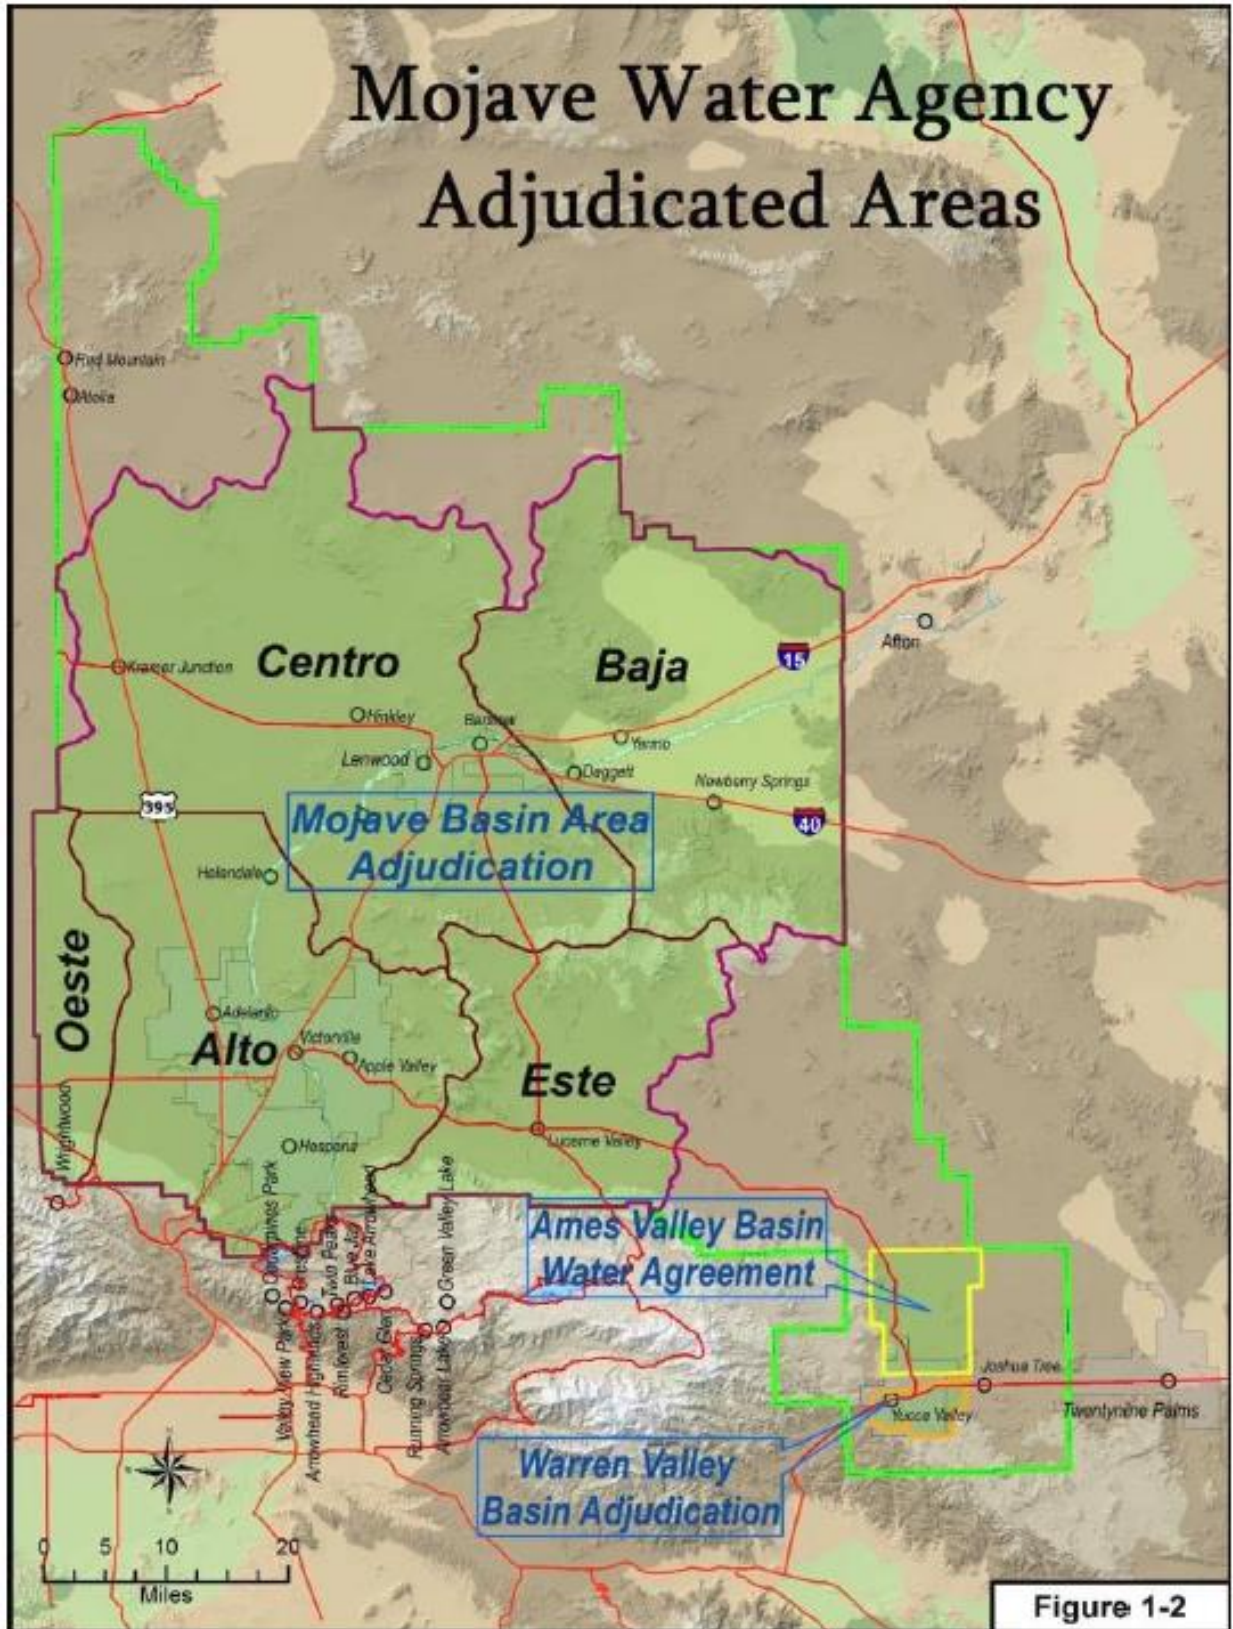 Mojave Water Agency
Adjudicated Areas
Red Mountain
Atolia
Afton
Centro
Baja
15
Kramer Junction
Hinkley
Barstow
Yermo
Lenwood
Daggett
Newberry Springs
395
Mojave Basin Area
Adjudication
40
Helendale
Oeste
Adelanto
Alto
Victorville
Apple Valley
Este
Wrightwood
Hesperia
Lucerne Valley
Crestline
Twin Peaks
Blue Jay
Lake Arrowhead
Green Valley Lake
Ames Valley Basin
Water Agreement
Valley View Park
Arrowhead Highlands
Rimforest
Cedar Glen
Running Springs
Arrowbear Lake
Joshua Tree
Yucca Valley
Twentynine Palms
Warren Valley
Basin Adjudication
0 5 10 20
Miles
Figure 1-2